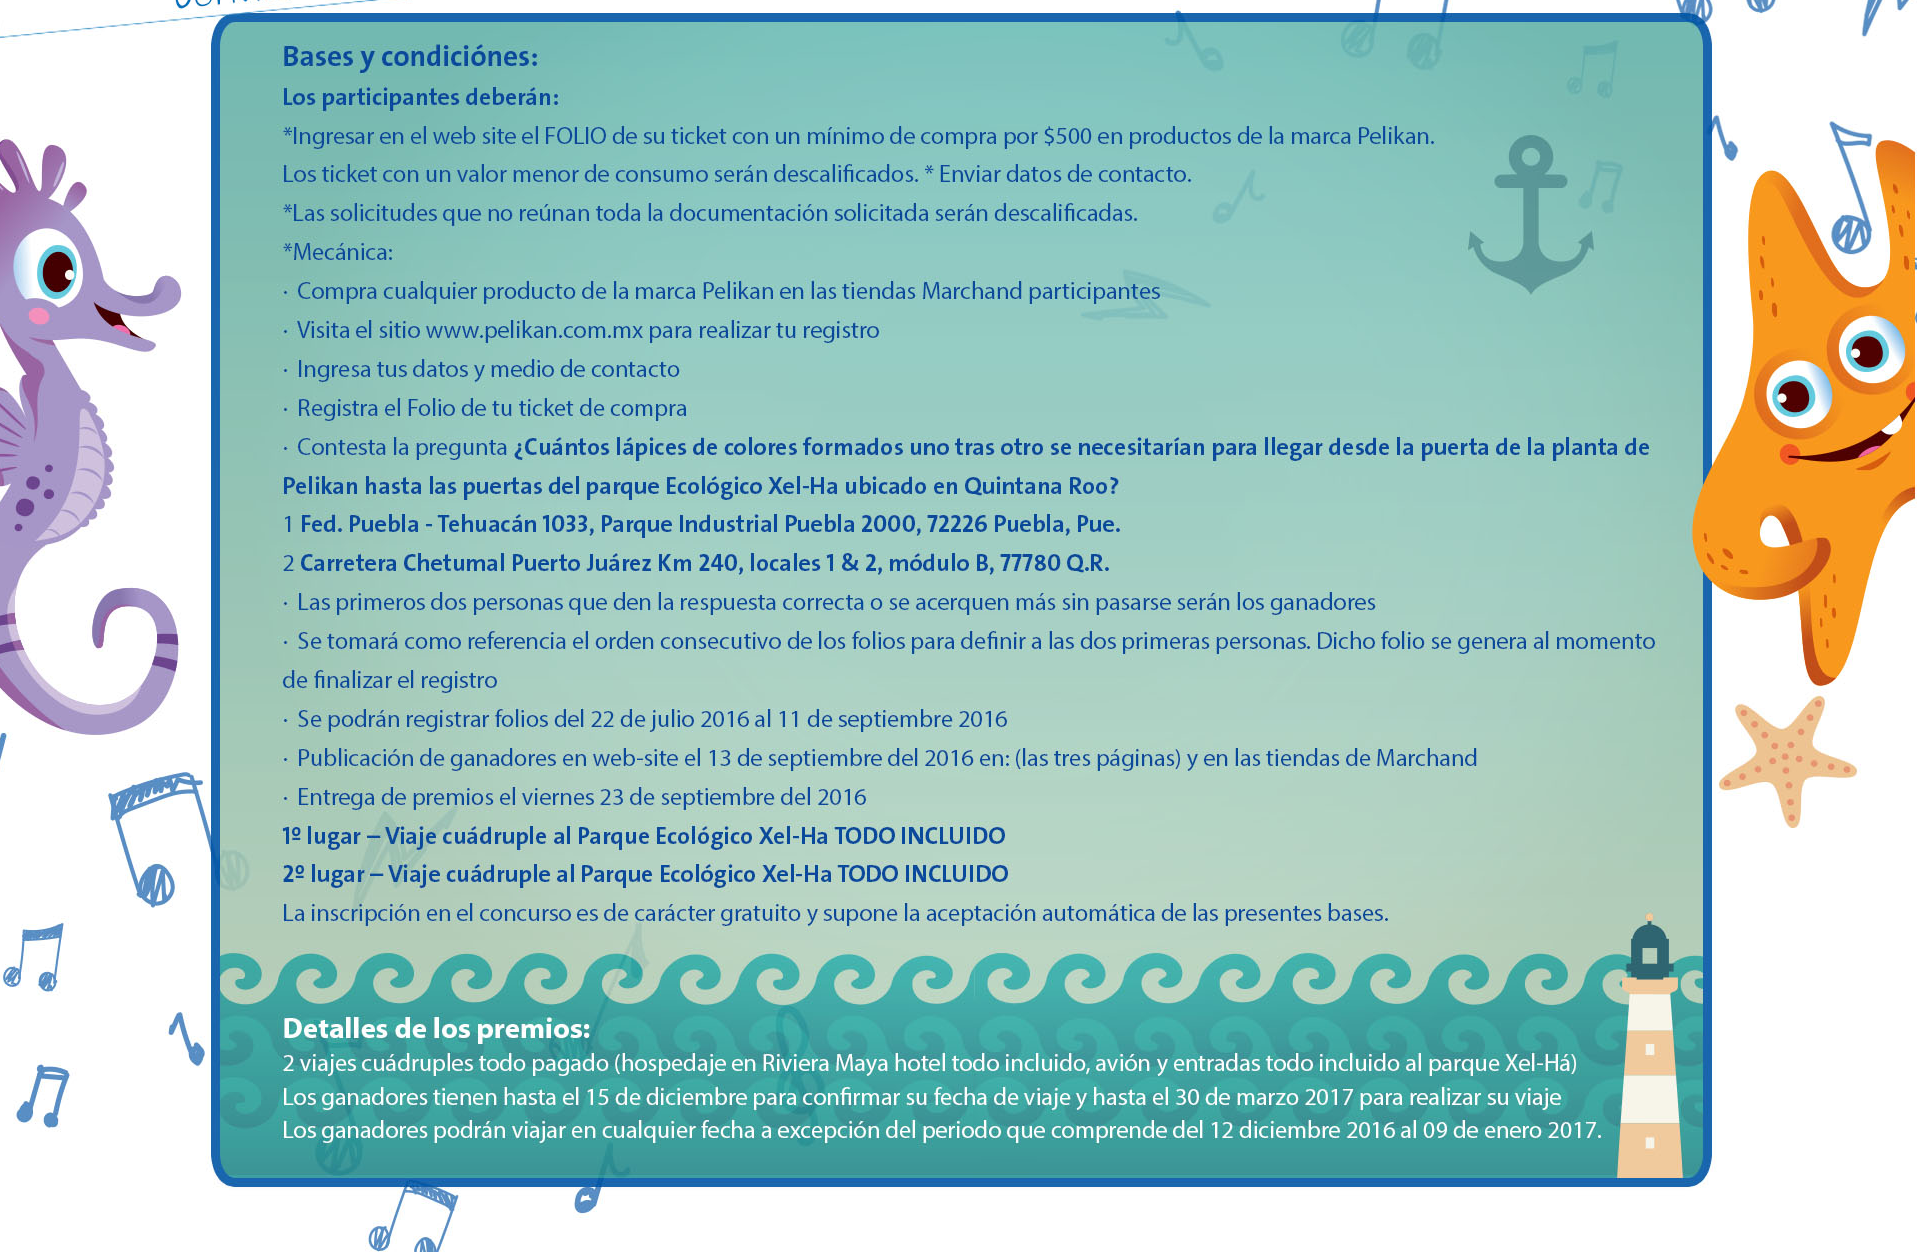 Bases y condiciónes:
Los participantes deberán:
*Ingresar en el web site el FOLIO de su ticket con un mínimo de compra por $500 en productos de la marca Pelikan.
Los ticket con un valor menor de consumo serán descalificados. * Enviar datos de contacto.
*Las solicitudes que no reúnan toda la documentación solicitada serán descalificadas.
*Mecánica:
· Compra cualquier producto de la marca Pelikan en las tiendas Marchand participantes
· Visita el sitio www.pelikan.com.mx para realizar tu registro
· Ingresa tus datos y medio de contacto
· Registra el Folio de tu ticket de compra
· Contesta la pregunta ¿Cuántos lápices de colores formados uno tras otro se necesitarían para llegar desde la puerta de la planta de
Pelikan hasta las puertas del parque Ecológico Xel-Ha ubicado en Quintana Roo?
1 Fed. Puebla - Tehuacán 1033, Parque Industrial Puebla 2000, 72226 Puebla, Pue.
2 Carretera Chetumal Puerto Juárez Km 240, locales 1 & 2, módulo B, 77780 Q.R.
· Las primeros dos personas que den la respuesta correcta o se acerquen más sin pasarse serán los ganadores
· Se tomará como referencia el orden consecutivo de los folios para definir a las dos primeras personas. Dicho folio se genera al momento
de finalizar el registro
· Se podrán registrar folios del 22 de julio 2016 al 11 de septiembre 2016
· Publicación de ganadores en web-site el 13 de septiembre del 2016 en: (las tres páginas) y en las tiendas de Marchand
· Entrega de premios el viernes 23 de septiembre del 2016
1º lugar – Viaje cuádruple al Parque Ecológico Xel-Ha TODO INCLUIDO
2º lugar – Viaje cuádruple al Parque Ecológico Xel-Ha TODO INCLUIDO
La inscripción en el concurso es de carácter gratuito y supone la aceptación automática de las presentes bases.
Detalles de los premios:
2 viajes cuádruples todo pagado (hospedaje en Riviera Maya hotel todo incluido, avión y entradas todo incluido al parque Xel-Há)
Los ganadores tienen hasta el 15 de diciembre para confirmar su fecha de viaje y hasta el 30 de marzo 2017 para realizar su viaje
Los ganadores podrán viajar en cualquier fecha a excepción del periodo que comprende del 12 diciembre 2016 al 09 de enero 2017.